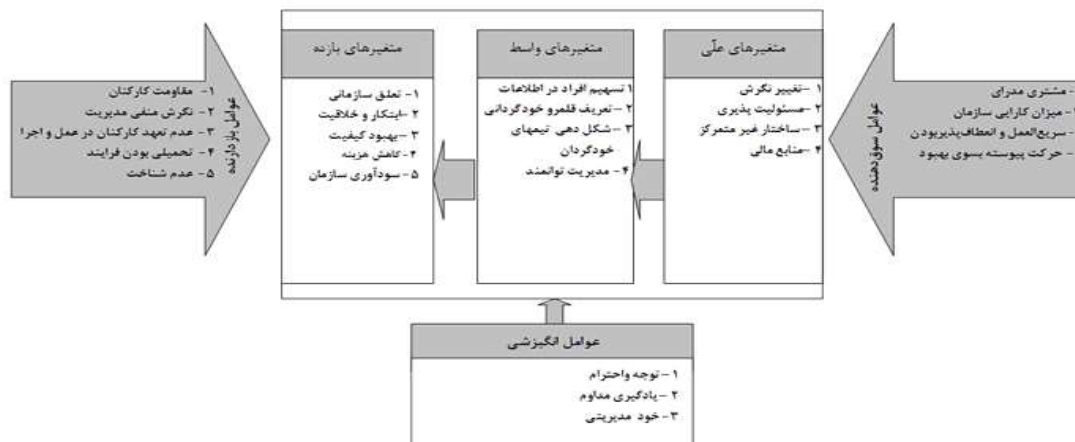 عوامل سوق‌دهنده
- مشتری مدرای
میزان کارایی سازمان
- سریع‌العمل و انعطاف‌پذیربودن
- حرکت پیوسته بسوی بهبود
متغیرهای علّی
۱ –تغییر نگرش
۲ –مسئولیت پذیری
۳ –ساختار غیر متمرکز
۴ –منابع مالی
متغیرهای واسط
۱ تسهیم افراد در اطلاعات
۲– تعریف قلمرو خودگردانی
۳ – شکل دهی تیمهای
خودگردان
۴- مدیریت توانمند
متغیرهای بازده
۱- تعلق سازمانی
۲ –ابتکار و خلاقیت
۳ –بهبود کیفیت
۴ –کاهش هزینه
۵- سودآوری سازمان
عوامل بازدارنده
۱- مقاومت کارکنان
۲- نگرش منفی مدیریت
۳- عدم تعهد کارکنان در عمل و اجرا
۴- تحمیلی بودن فرایند
۵- عدم شناخت
عوامل انگیزشی
۱ –توجه واحترام
۲ –یادگیری مداوم
۳- خود مدیریتی